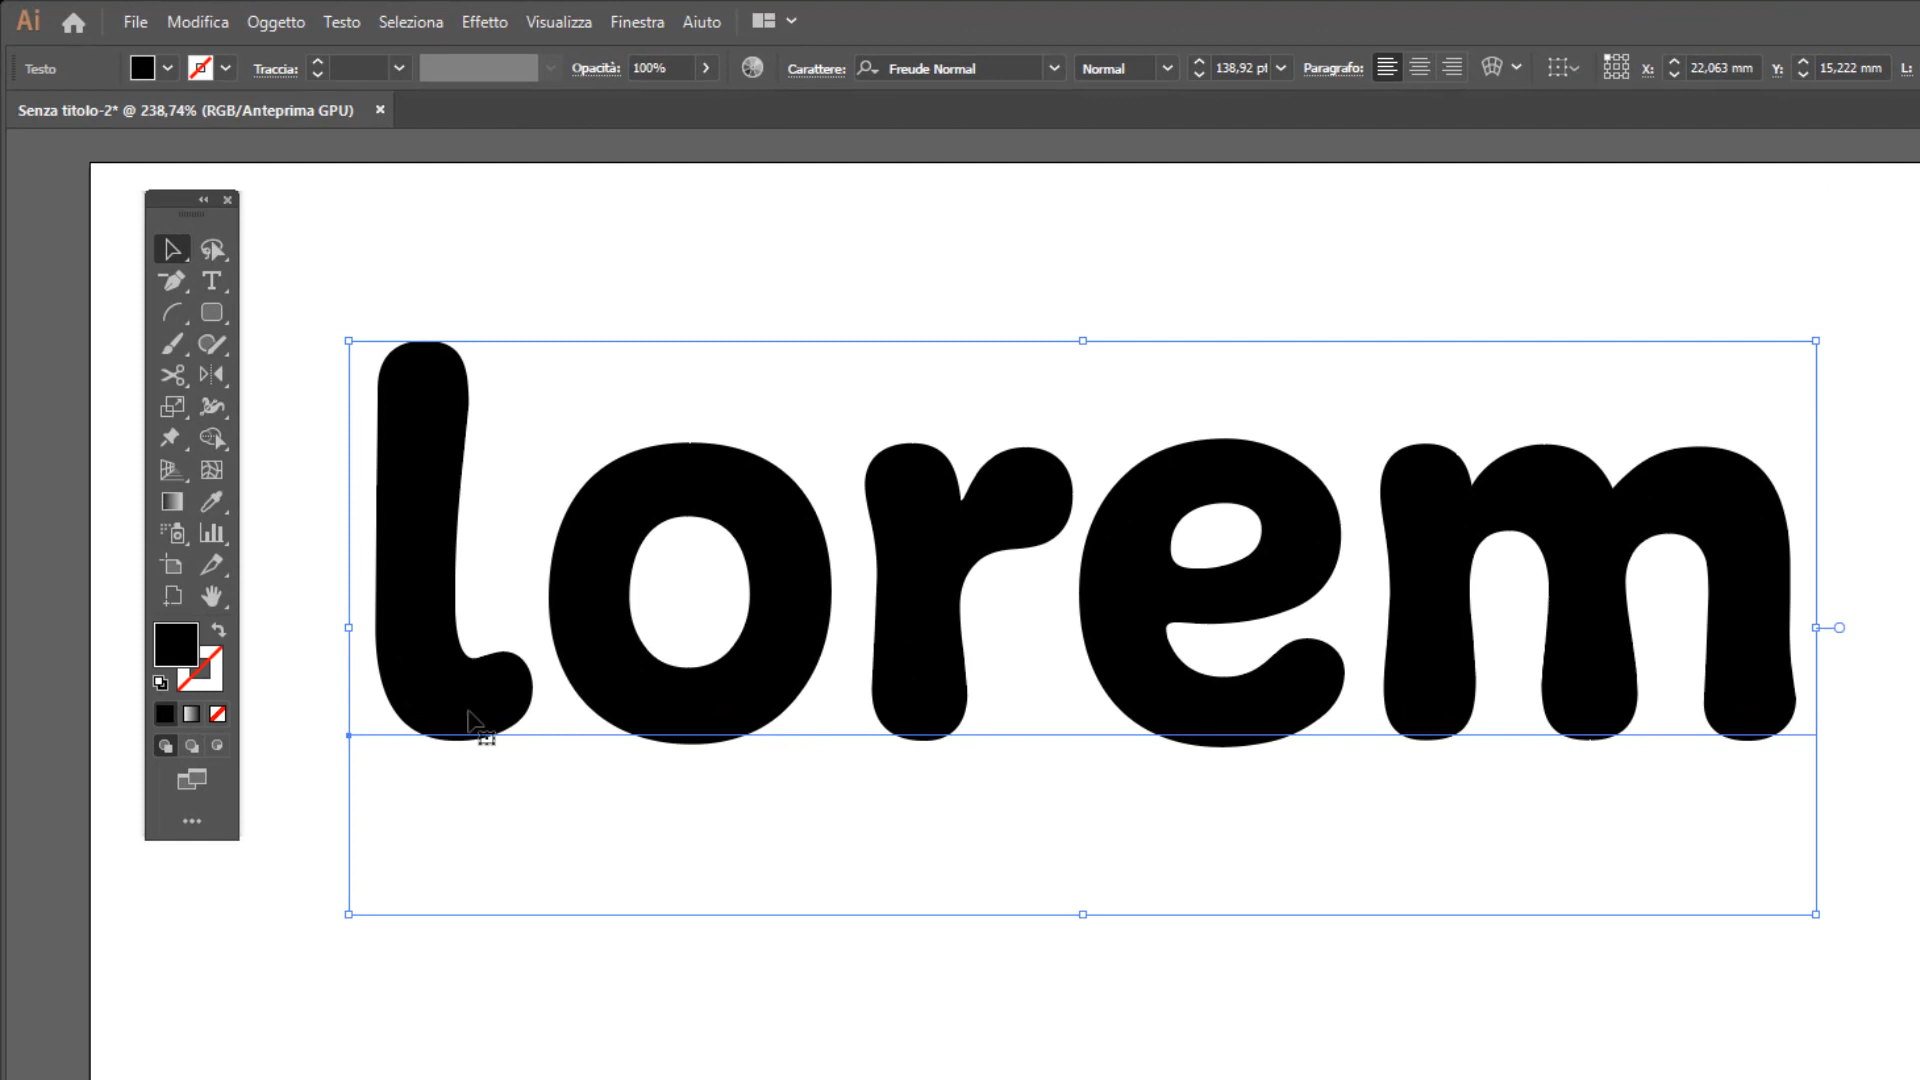 Ai File Modifica Oggetto Testo Seleziona Effetto Visualizza Finestra Aiuto
Testo Traccia: Opacità: 100% Carattere: Freude Normal Normal 138,92 pt Paragrafo: X: 22,063 mm Y: 15,222 mm L:
Senza titolo-2* @ 238,74% (RGB/Anteprima GPU)
lorem